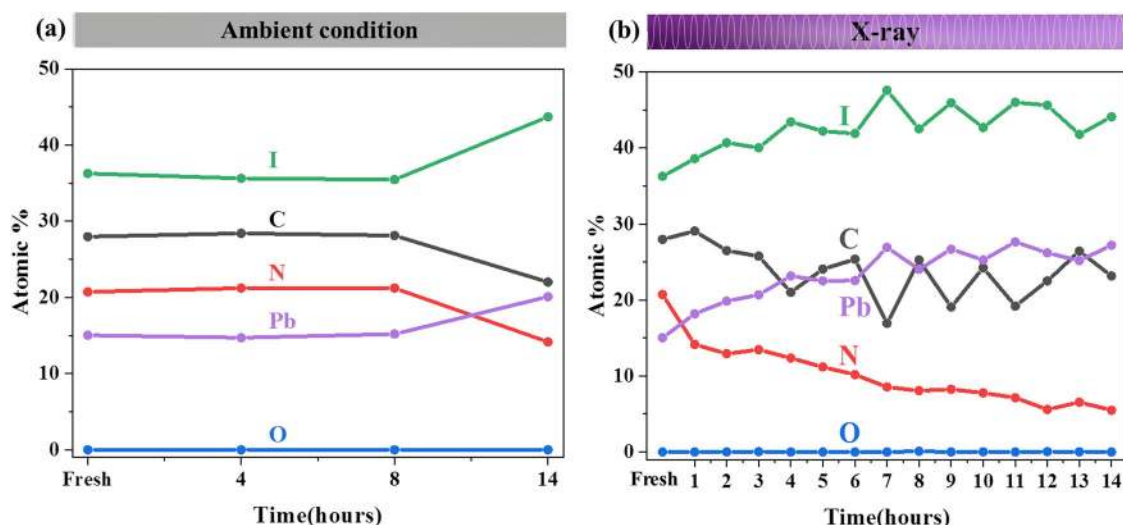 (a) Ambient condition
50
40
30
20
10
0
Atomic %
I
C
N
Pb
O
Fresh 4 8 14
Time(hours)
(b) X-ray
50
40
30
20
10
0
Atomic %
I
C
Pb
N
O
Fresh 1 2 3 4 5 6 7 8 9 10 11 12 13 14
Time(hours)